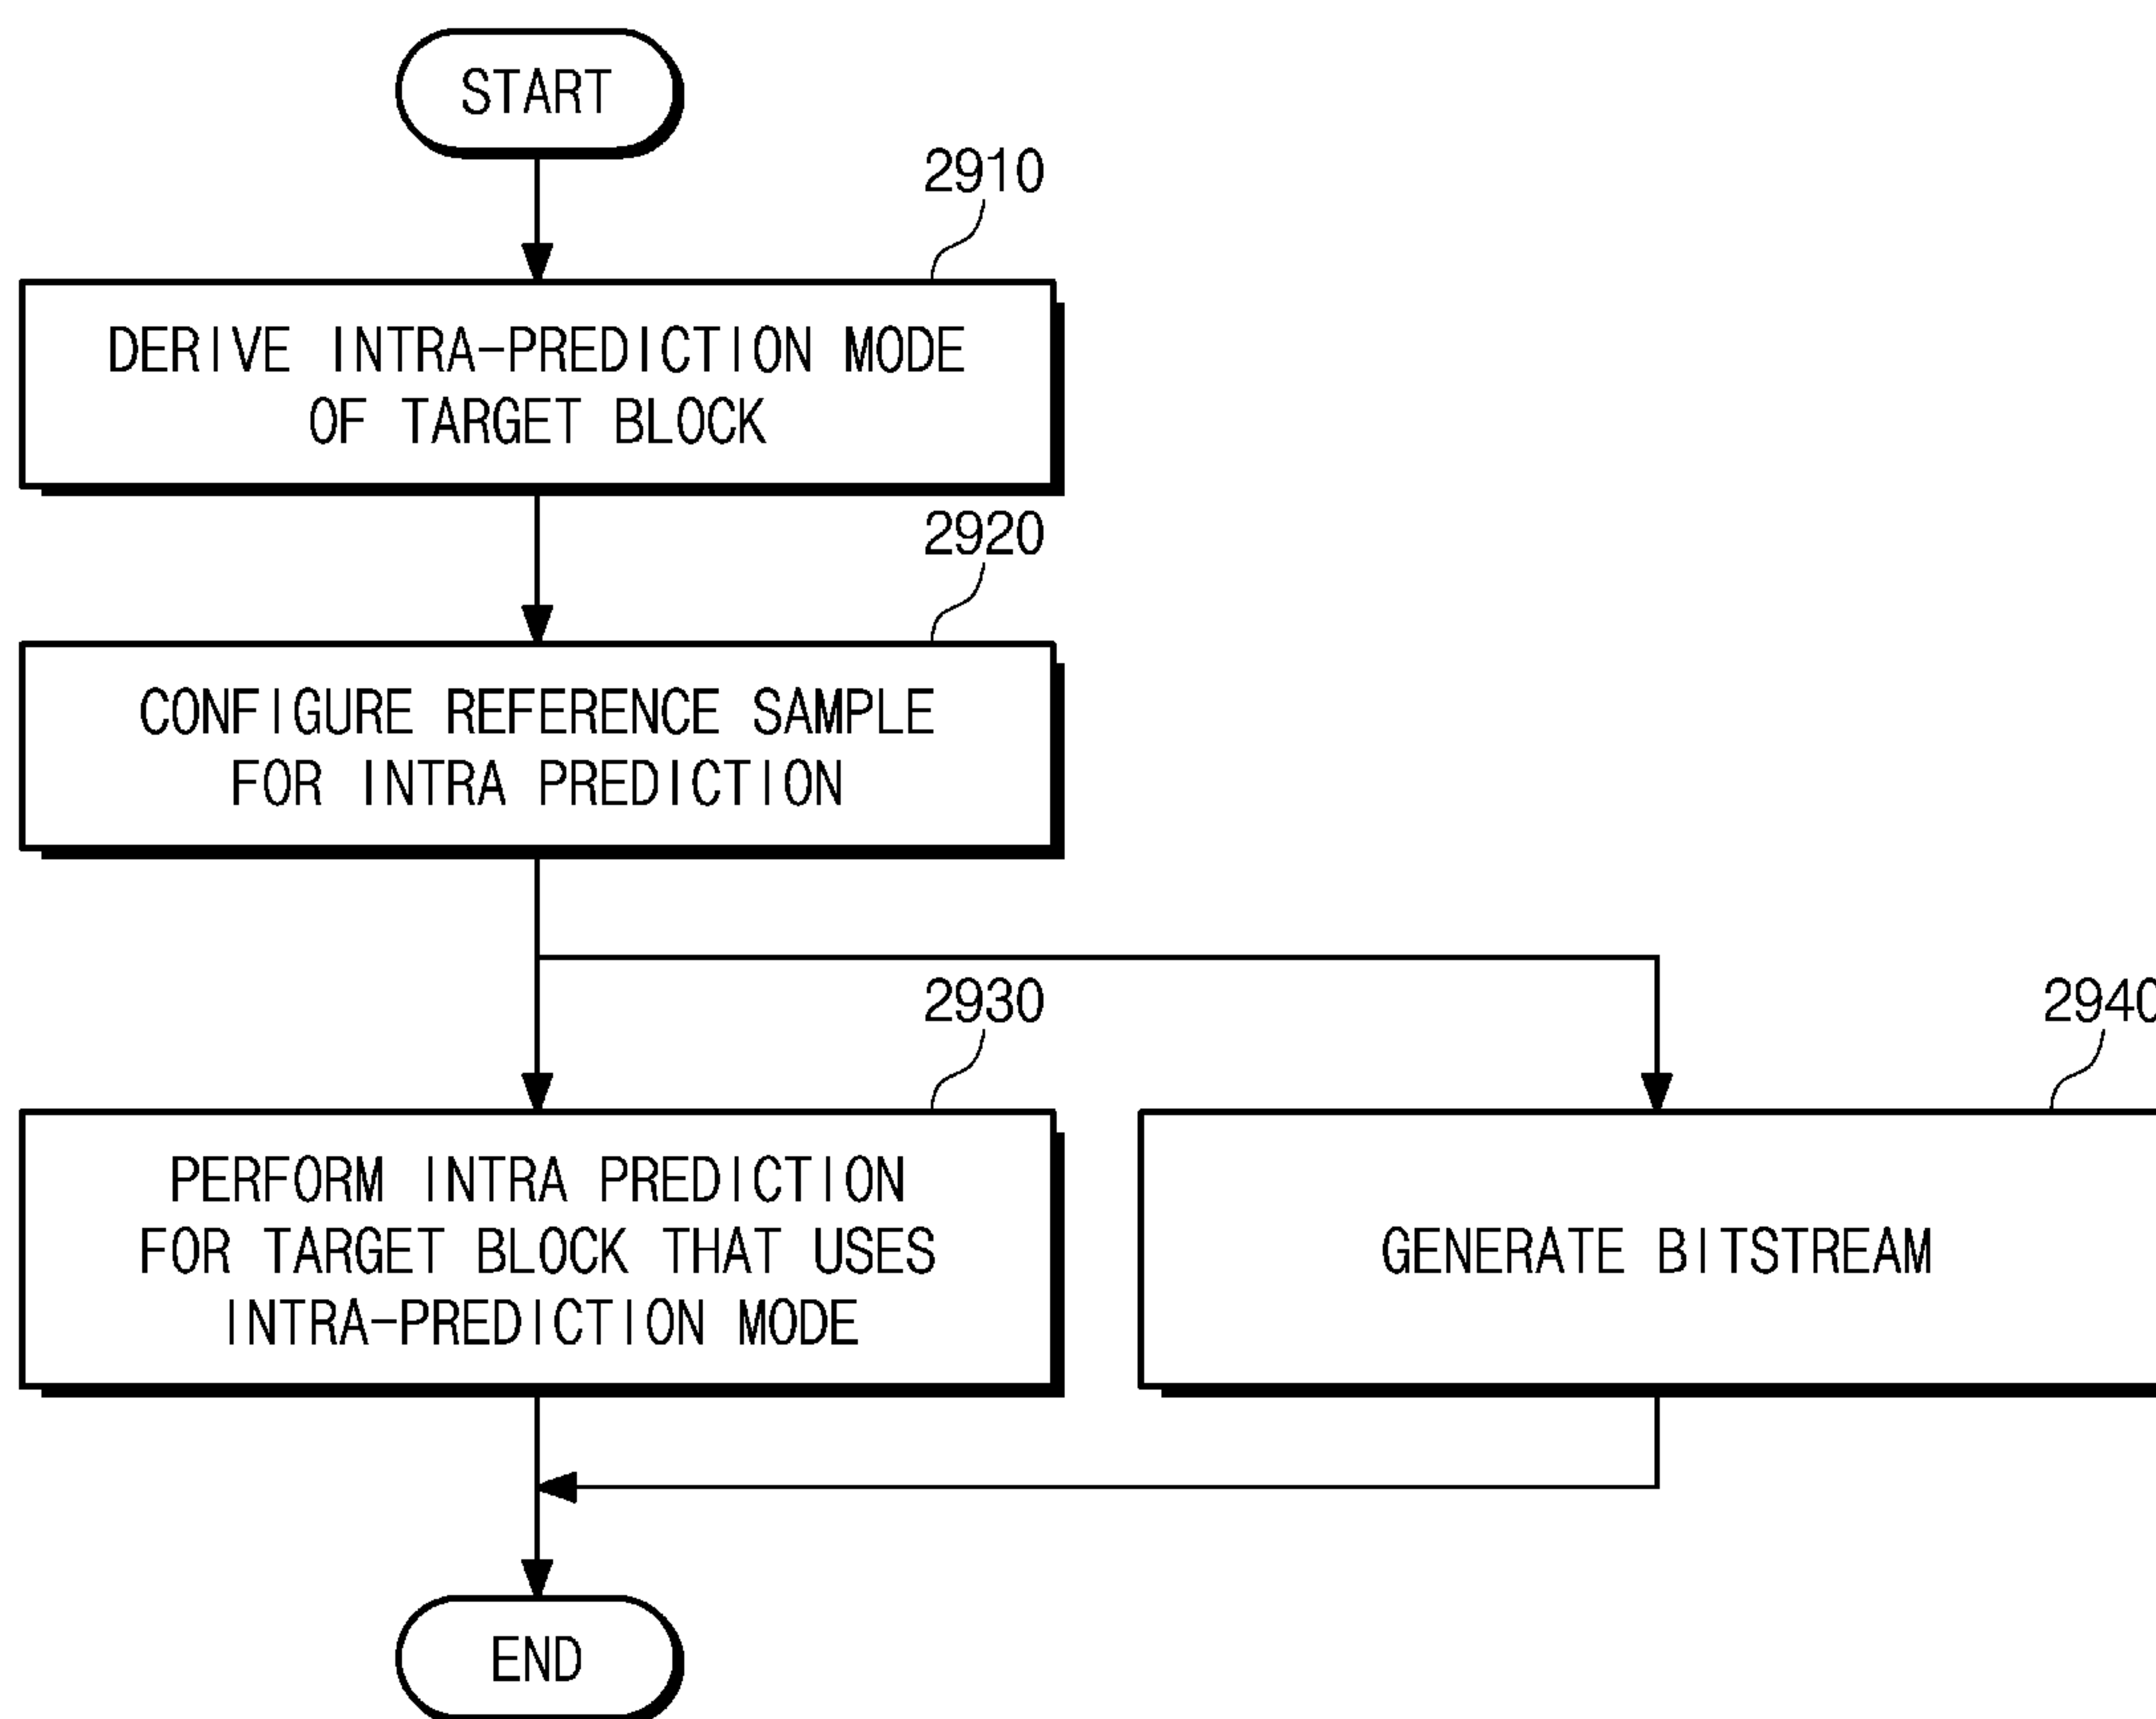 START
2910
DERIVE INTRA-PREDICTION MODE
OF TARGET BLOCK
2920
CONFIGURE REFERENCE SAMPLE
FOR INTRA PREDICTION
2930
2940
PERFORM INTRA PREDICTION
FOR TARGET BLOCK THAT USES
INTRA-PREDICTION MODE
GENERATE BITSTREAM
END